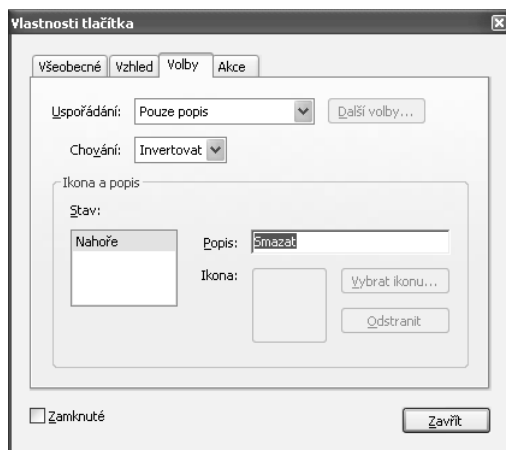 Vlastnosti tlačítka
Všeobecné Vzhled Volby Akce
Uspořádání: Pouze popis Další volby...
Chování: Invertovat
Ikona a popis
Stav:
Nahoře Popis: Smazat
Ikona: Vybrat ikonu...
Odstranit
Zamknuté Zavřít